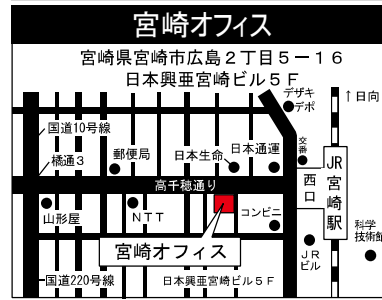 宮崎オフィス
宮崎県宮崎市広島2丁目5−16
日本興亜宮崎ビル5F
デザキ
デポ
↑日向
国道10号線
橘通3
郵便局
日本生命
日本通運
交番
JR宮崎駅
西口
高千穂通り
山形屋
NTT
コンビニ
宮崎オフィス
JR
ビル
科学
技術館
国道220号線
日本興亜宮崎ビル5F